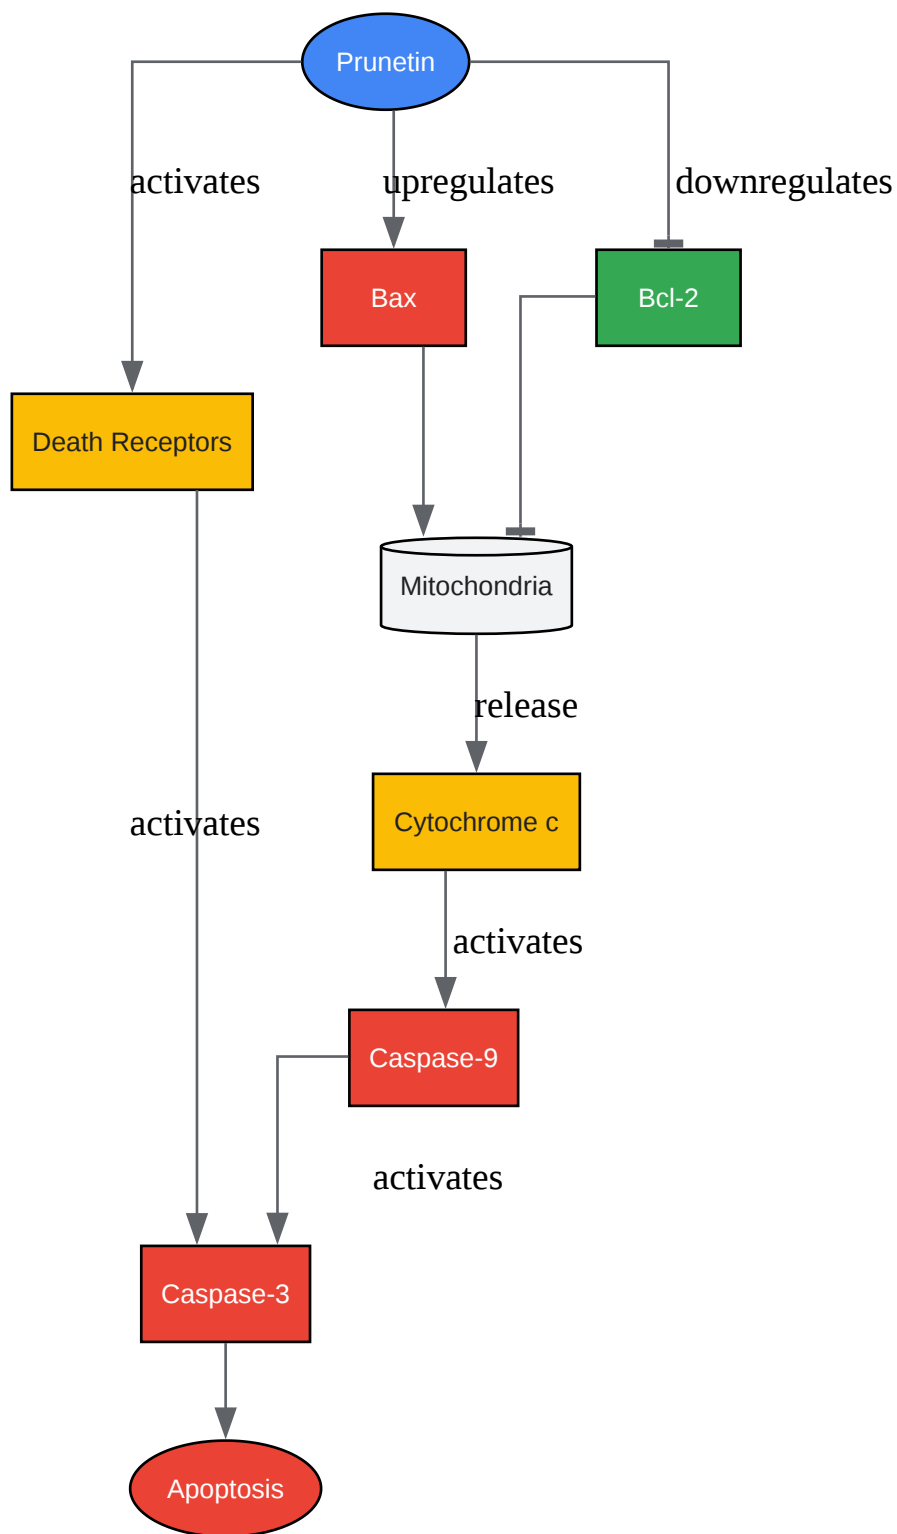 Prunetin
activates
upregulates
downregulates
Bax
Bcl-2
Death Receptors
Mitochondria
release
Cytochrome c
activates
activates
Caspase-9
activates
Caspase-3
Apoptosis